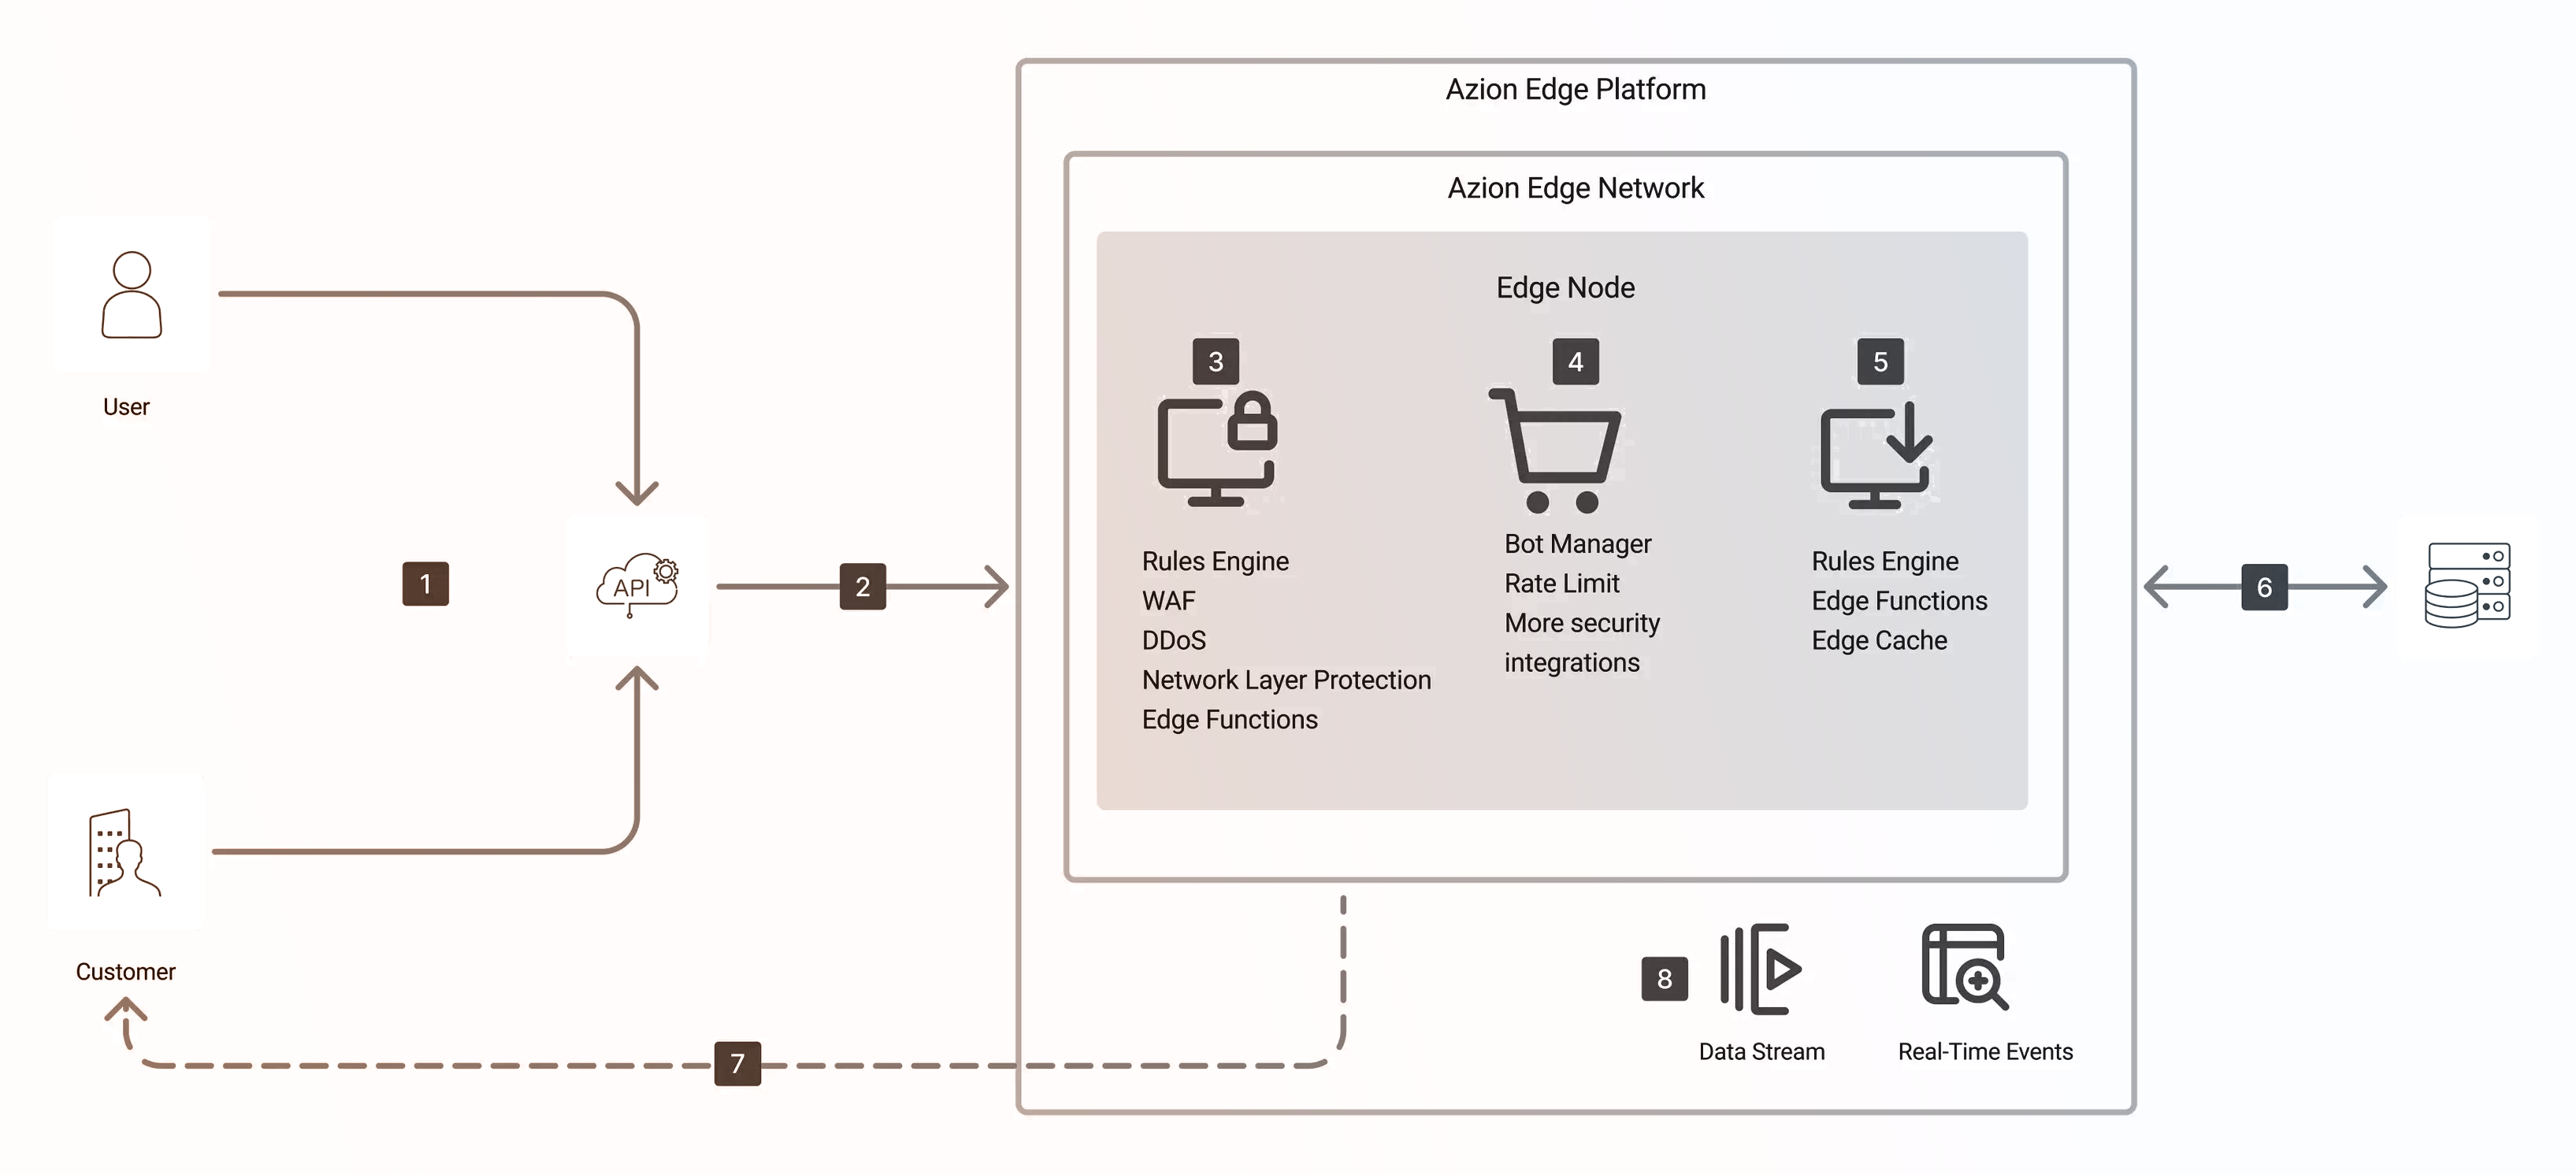 Azion Edge Platform
Azion Edge Network
Edge Node
User
1
API
2
3
Rules Engine
WAF
DDoS
Network Layer Protection
Edge Functions
4
Bot Manager
Rate Limit
More security
integrations
5
Rules Engine
Edge Functions
Edge Cache
6
Customer
7
8
Data Stream
Real-Time Events